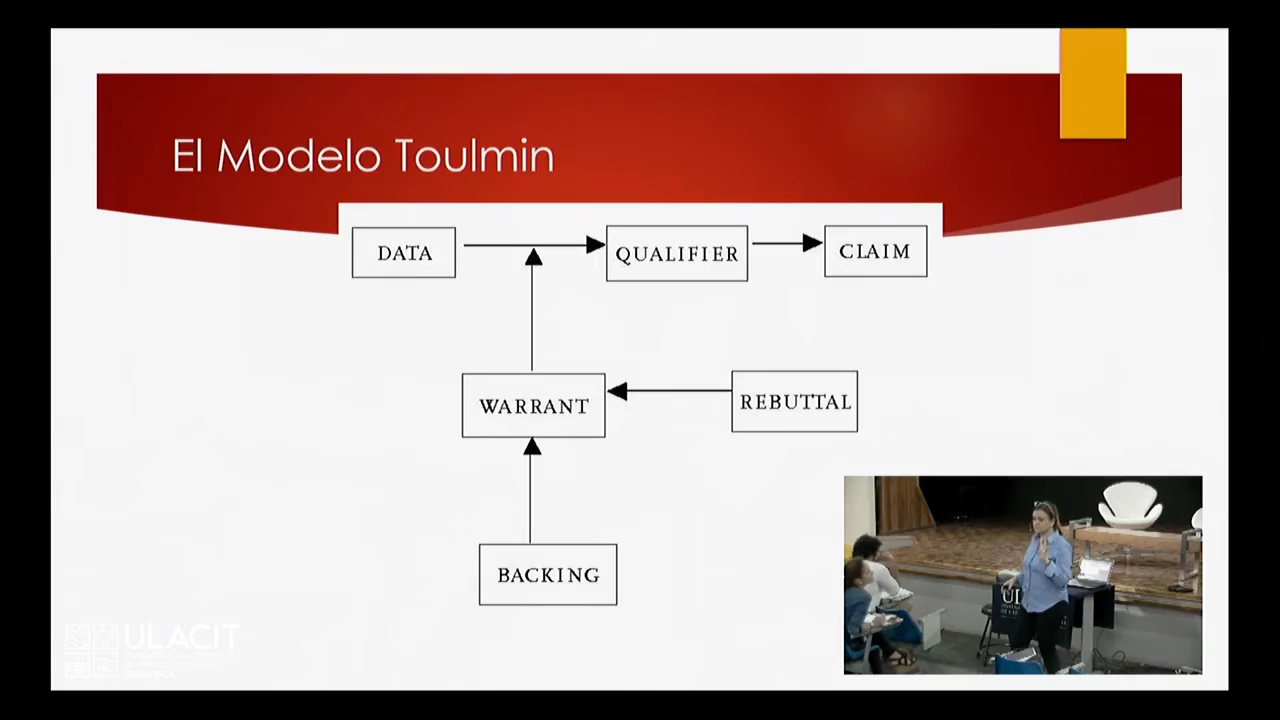 El Modelo Toulmin
DATA
QUALIFIER
CLAIM
WARRANT
REBUTTAL
BACKING
ULACIT